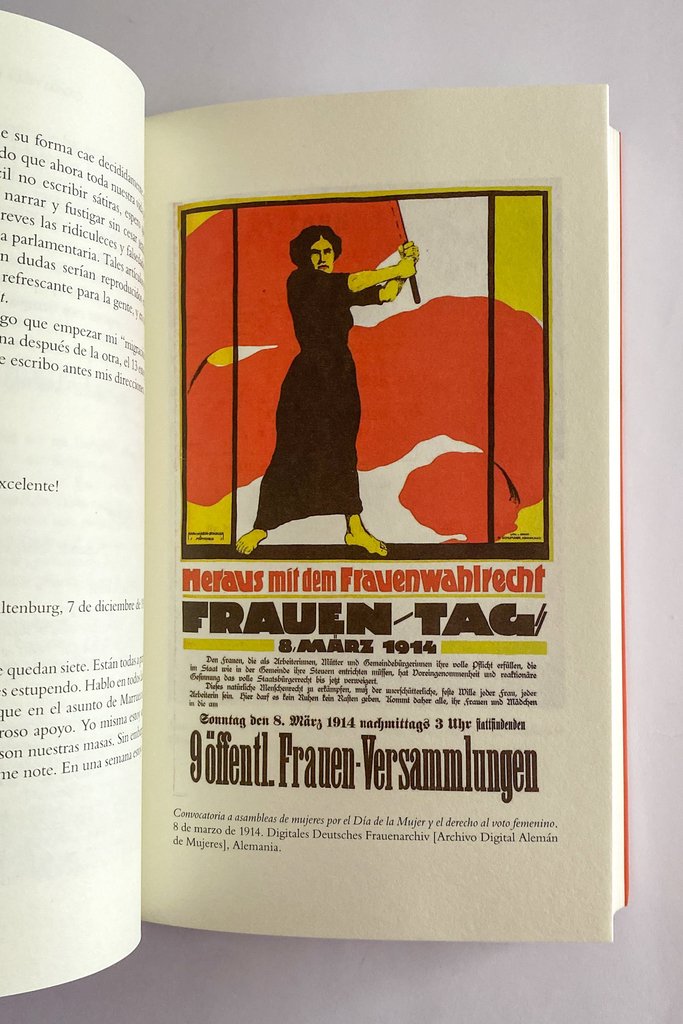 e su forma cae decididamente
do que ahora toda nuestra
cil no escribir sátiras,
narrar y fustigar sin cesar
reves las ridiculeces y
a parlamentaria. Tales
n dudas serían reproducidos
refrescante para la gente, y
t.
go que empezar mi
na después de la otra, el 13
e escribo antes mis direcciones
xcelente!
ltenburg, 7 de diciembre de
e quedan siete. Están todas a
es estupendo. Hablo en todos
que en el asunto de
roso apoyo. Yo misma
son nuestras masas. Sin
me note. En una semana
Heraus mit dem Frauenwahlrecht
FRAUEN-TAG
8. MÄRZ 1914
Den Frauen, die als Arbeiterinnen, Mütter und Gemeindebürgerinnen ihre volle Pflicht erfüllen, die
im Staat wie in der Gemeinde ihre Steuern entrichten müssen, hat Voreingenommenheit und reaktionäre
Gesinnung das volle Staatsbürgerrecht bis jetzt verweigert.
Dieses natürliche Menschenrecht zu erkämpfen, muß der unerschütterliche, feste Wille jeder Frau, jeder
Arbeiterin sein. Hier darf es kein Ruhen kein Rasten geben. Kommt daher alle, ihr Frauen und Mädchen
in die am
Sonntag den 8. März 1914 nachmittags 3 Uhr stattfindenden
9 öffentl. Frauen-Versammlungen
Convocatoria a asambleas de mujeres por el Día de la Mujer y el derecho al voto femenino.
8 de marzo de 1914. Digitales Deutsches Frauenarchiv [Archivo Digital Alemán
de Mujeres], Alemania.